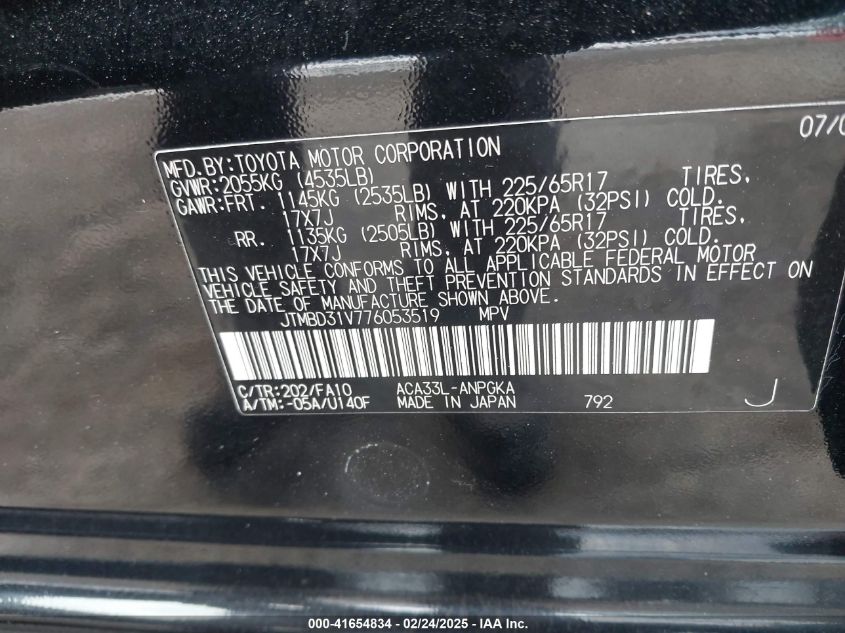 07/0
MFD. BY: TOYOTA MOTOR CORPORATION
GVWR: 2055KG (4535LB)
GAWR: FRT. 1145KG (2535LB) WITH 225/65R17 TIRES,
17X7J RIMS, AT 220KPA (32PSI) COLD.
RR. 1135KG (2505LB) WITH 225/65R17 TIRES,
17X7J RIMS, AT 220KPA (32PSI) COLD.
THIS VEHICLE CONFORMS TO ALL APPLICABLE FEDERAL MOTOR
VEHICLE SAFETY AND THEFT PREVENTION STANDARDS IN EFFECT ON
THE DATE OF MANUFACTURE SHOWN ABOVE.
JTMBD31V776053519 MPV
C/TR: 202/FA10 ACA33L-ANPGKA
A/TM: -05A/U140F MADE IN JAPAN 792 J
000-41654834 - 02/24/2025 - IAA Inc.